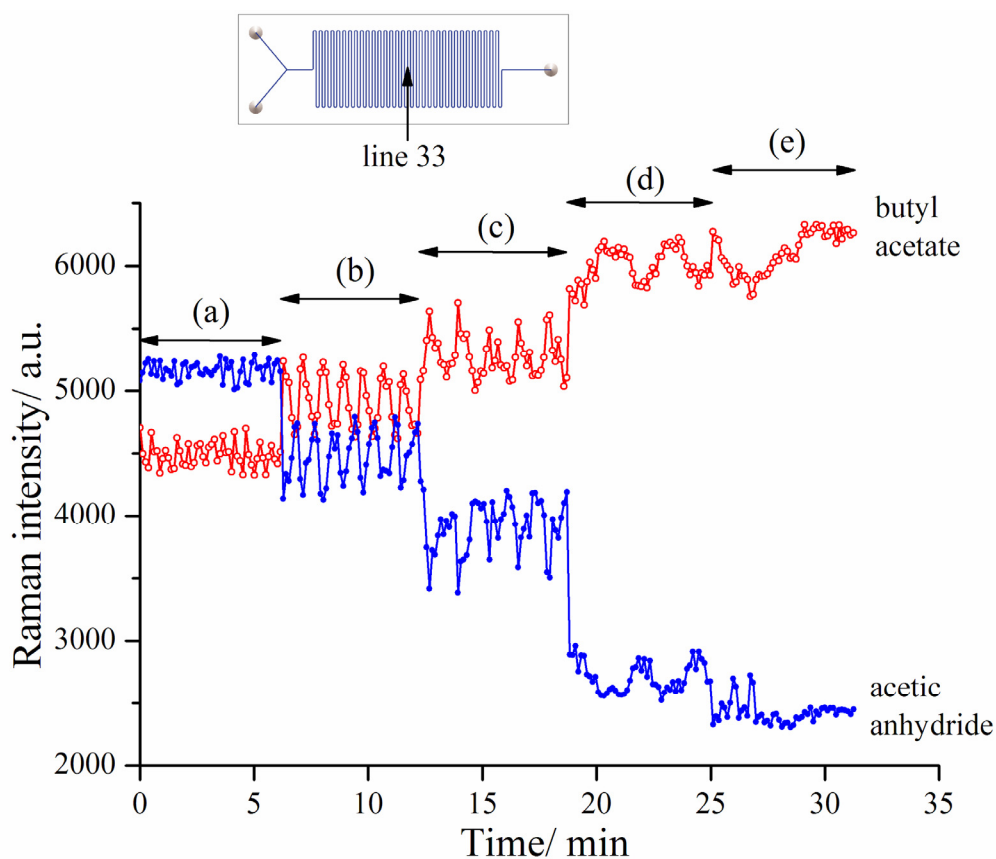 line 33
(a)
(b)
(c)
(d)
(e)
butyl
acetate
acetic
anhydride
Raman intensity/ a.u.
6000
5000
4000
3000
2000
0
5
10
15
20
25
30
35
Time/ min